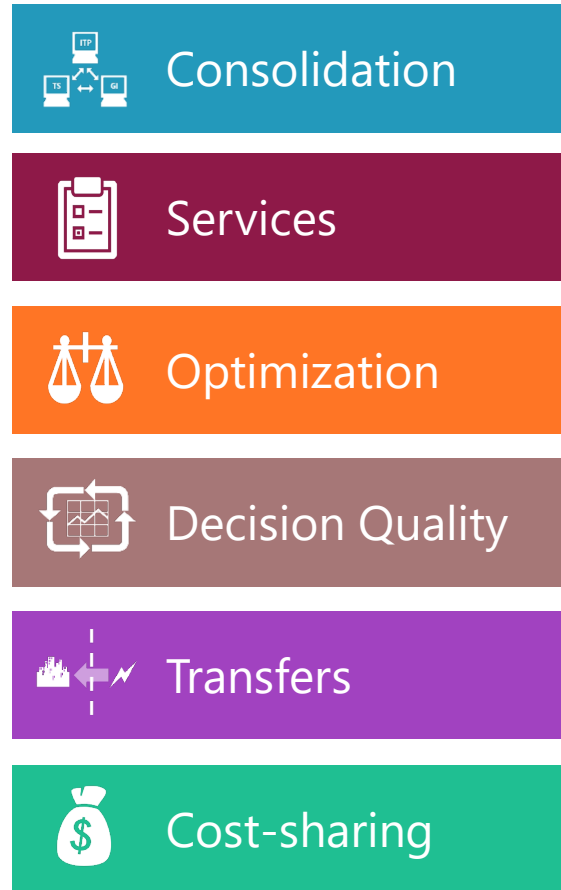 ITP
TS
GI
Consolidation
Services
Optimization
Decision Quality
Transfers
$
Cost-sharing